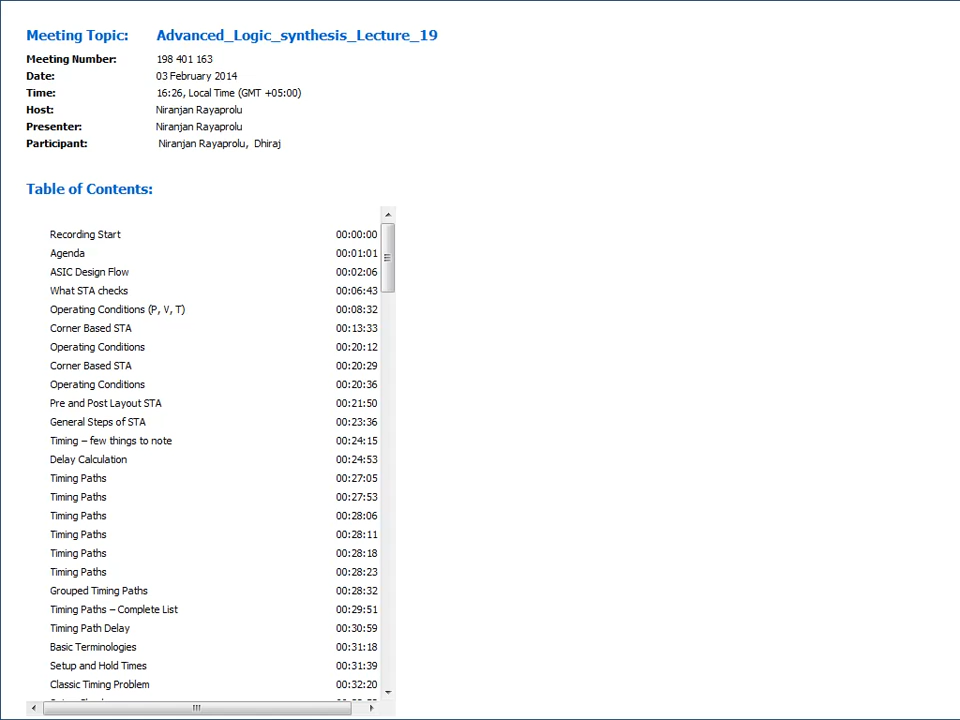 Meeting Topic: Advanced_Logic_synthesis_Lecture_19
Meeting Number: 198 401 163
Date: 03 February 2014
Time: 16:26, Local Time (GMT +05:00)
Host: Niranjan Rayaprolu
Presenter: Niranjan Rayaprolu
Participant: Niranjan Rayaprolu, Dhiraj
Table of Contents:
Recording Start 00:00:00
Agenda 00:01:01
ASIC Design Flow 00:02:06
What STA checks 00:06:43
Operating Conditions (P, V, T) 00:08:32
Corner Based STA 00:13:33
Operating Conditions 00:20:12
Corner Based STA 00:20:29
Operating Conditions 00:20:36
Pre and Post Layout STA 00:21:50
General Steps of STA 00:23:36
Timing – few things to note 00:24:15
Delay Calculation 00:24:53
Timing Paths 00:27:05
Timing Paths 00:27:53
Timing Paths 00:28:06
Timing Paths 00:28:11
Timing Paths 00:28:18
Timing Paths 00:28:23
Grouped Timing Paths 00:28:32
Timing Paths – Complete List 00:29:51
Timing Path Delay 00:30:59
Basic Terminologies 00:31:18
Setup and Hold Times 00:31:39
Classic Timing Problem 00:32:20